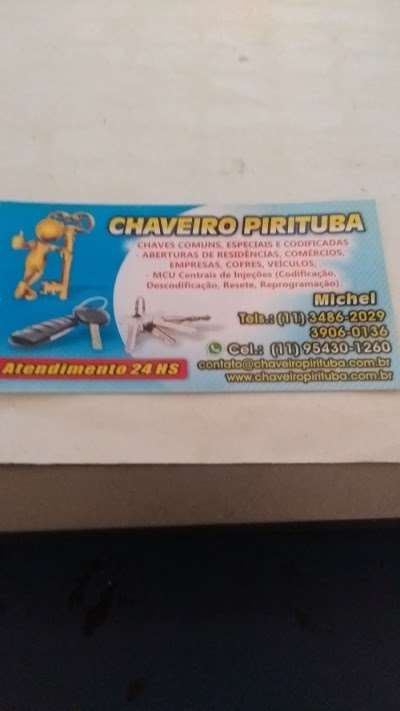 CHAVEIRO PIRITUBA
CHAVES COMUNS, ESPECIAIS E CODIFICADAS
- ABERTURAS DE RESIDÊNCIAS, COMÉRCIOS,
EMPRESAS, COFRES, VEÍCULOS,
- MCU Centrais de Injeções (Codificação,
Descodificação, Resete, Reprogramação)
Michel
Tels.: (11) 3486-2029
3906-0136
Cel.: (11) 95430-1260
Atendimento 24 HS
contato@chaveiropirituba.com.br
www.chaveiropirituba.com.br